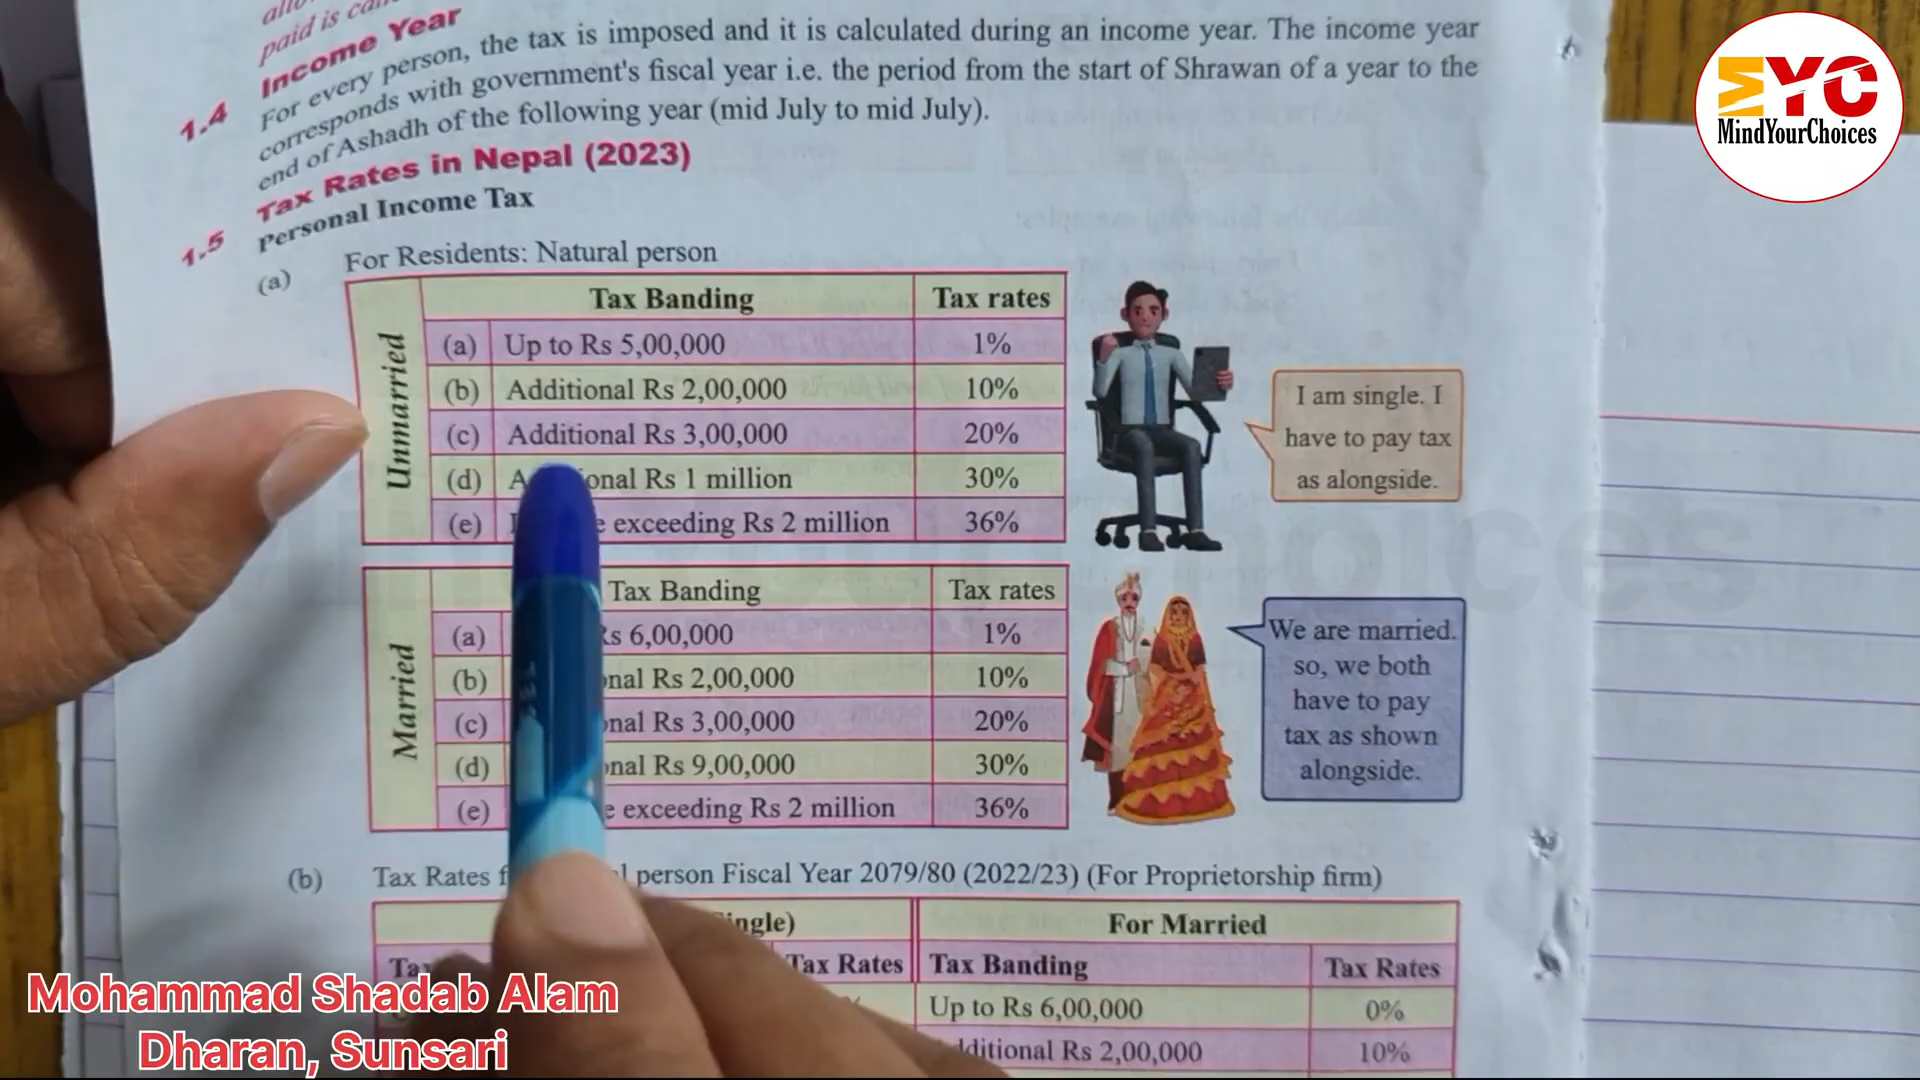 paid is
1.4 Income Year
For every person, the tax is imposed and it is calculated during an income year. The income year
corresponds with government's fiscal year i.e. the period from the start of Shrawan of a year to the
end of Ashadh of the following year (mid July to mid July).
1.5 Tax Rates in Nepal (2023)
Personal Income Tax
(a) For Residents: Natural person
Unmarried
Tax Banding Tax rates
(a) Up to Rs 5,00,000 1%
(b) Additional Rs 2,00,000 10%
(c) Additional Rs 3,00,000 20%
(d) Rs 1 million 30%
(e) exceeding Rs 2 million 36%
I am single. I
have to pay tax
as alongside.
Married
Tax Banding Tax rates
(a) Rs 6,00,000 1%
(b) Rs 2,00,000 10%
(c) Rs 3,00,000 20%
(d) Rs 9,00,000 30%
(e) exceeding Rs 2 million 36%
We are married.
so, we both
have to pay
tax as shown
alongside.
(b) Tax Rates person Fiscal Year 2079/80 (2022/23) (For Proprietorship firm)
For Married
Tax Rates Tax Banding Tax Rates
Up to Rs 6,00,000 0%
Rs 2,00,000 10%
MYC
MindYourChoices
Mohammad Shadab Alam
Dharan, Sunsari